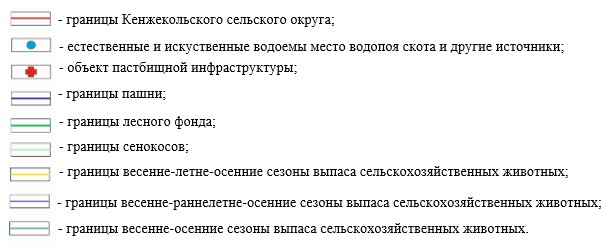 - границы Кенжекольского сельского округа;
- естественные и искуственные водоемы место водопоя скота и другие источники;
- объект пастбищной инфраструктуры;
- границы пашни;
- границы лесного фонда;
- границы сенокосов;
- границы весенне-летне-осенние сезоны выпаса сельскохозяйственных животных;
- границы весенне-раннелетне-осенние сезоны выпаса сельскохозяйственных животных;
- границы весенне-осенние сезоны выпаса сельскохозяйственных животных.